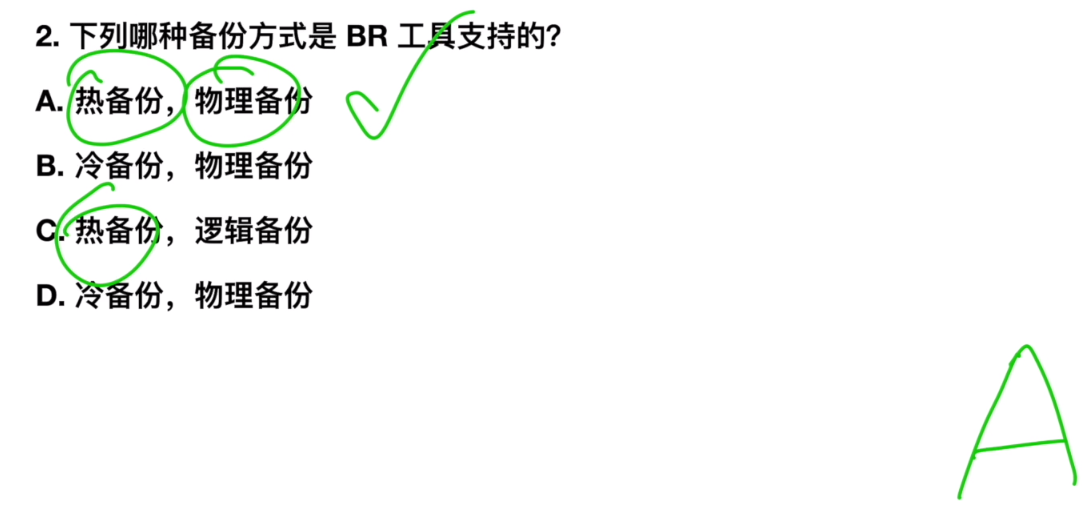 2. 下列哪种备份方式是 BR 工具支持的?
A. 热备份，物理备份
B. 冷备份，物理备份
C. 热备份，逻辑备份
D. 冷备份，物理备份
A